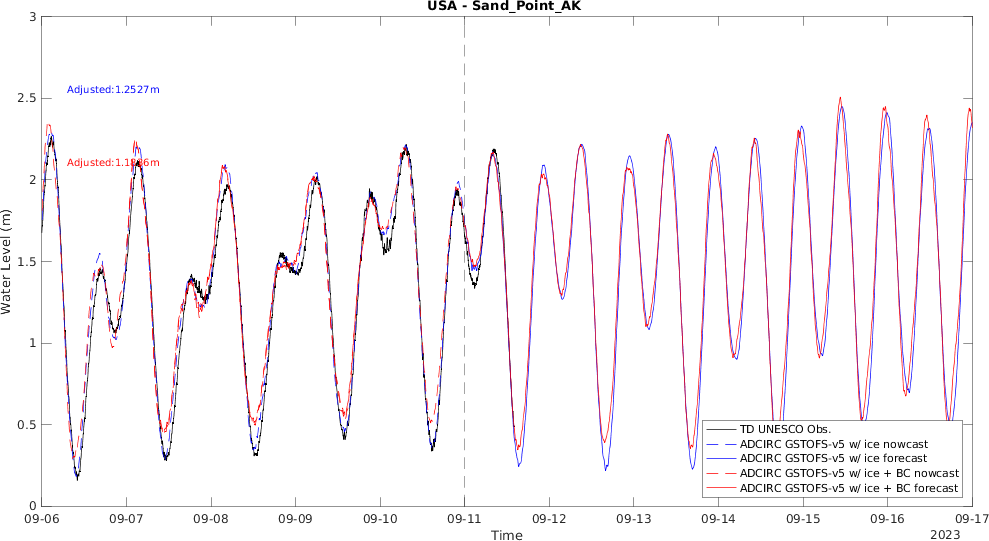 USA - Sand_Point_AK
3
2.5
2
1.5
1
0.5
0
Water Level (m)
Adjusted:1.2527m
TD UNESCO Obs.
ADCIRC GSTOFS-v5 w/ ice nowcast
ADCIRC GSTOFS-v5 w/ ice forecast
ADCIRC GSTOFS-v5 w/ ice + BC nowcast
ADCIRC GSTOFS-v5 w/ ice + BC forecast
09-06 09-07 09-08 09-09 09-10 09-11 09-12 09-13 09-14 09-15 09-16 09-17
Time
2023